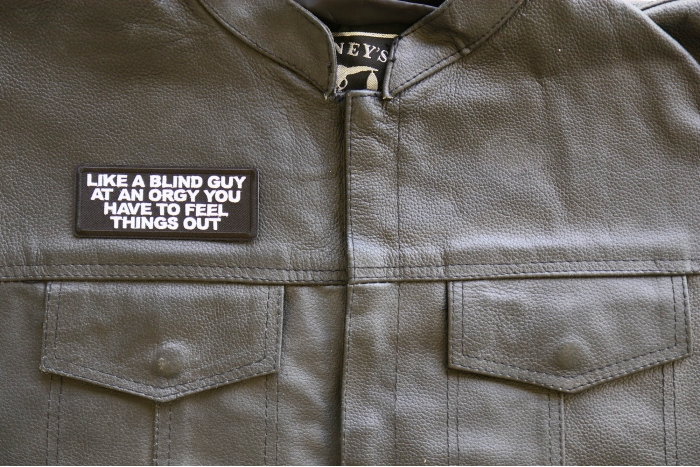 NEY'S
LIKE A BLIND GUY
AT AN ORGY YOU
HAVE TO FEEL
THINGS OUT